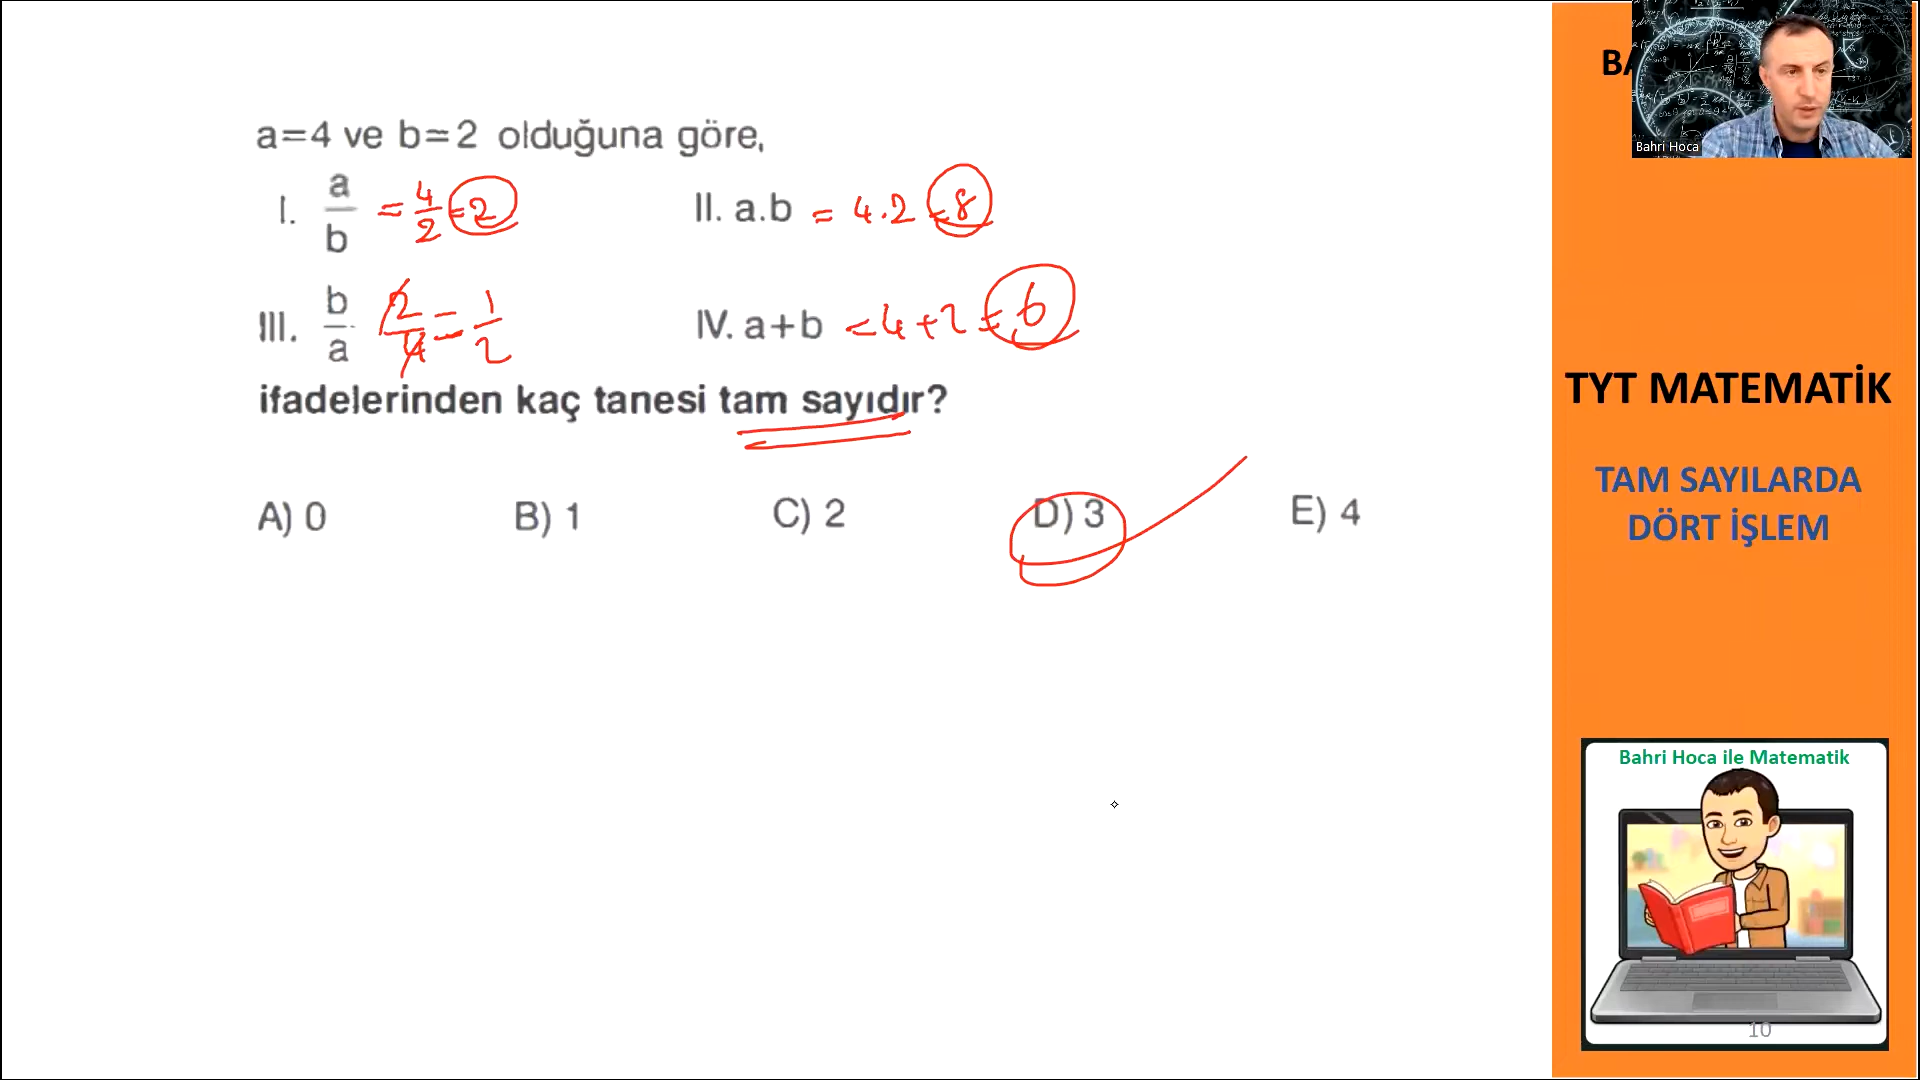 a=4 ve b=2 olduğuna göre,
I. a/b = 4/2 = 2
II. a.b = 4.2 = 8
III. b/a 2/4 = 1/2
IV. a+b = 4+2 = 6
ifadelerinden kaç tanesi tam sayıdır?
A) 0 B) 1 C) 2 D) 3 E) 4
Bahri Hoca
TYT MATEMATİK
TAM SAYILARDA
DÖRT İŞLEM
Bahri Hoca ile Matematik
10